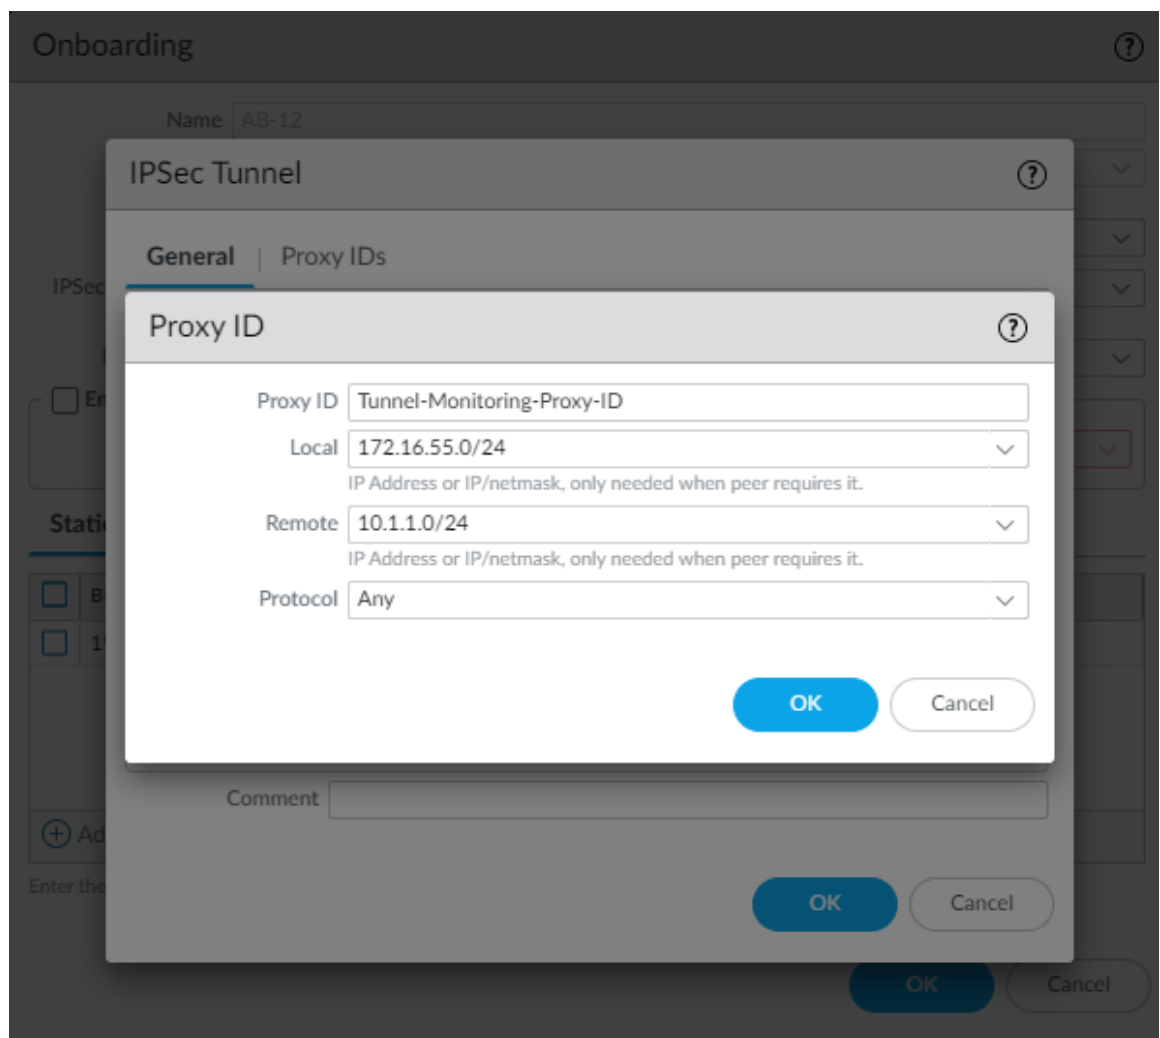 Onboarding
Name AB-12
IPSec Tunnel
General Proxy IDs
IPSec
Proxy ID
Proxy ID Tunnel-Monitoring-Proxy-ID
Local 172.16.55.0/24
IP Address or IP/netmask, only needed when peer requires it.
Remote 10.1.1.0/24
IP Address or IP/netmask, only needed when peer requires it.
Protocol Any
OK Cancel
Comment
Enter the
OK Cancel
OK Cancel